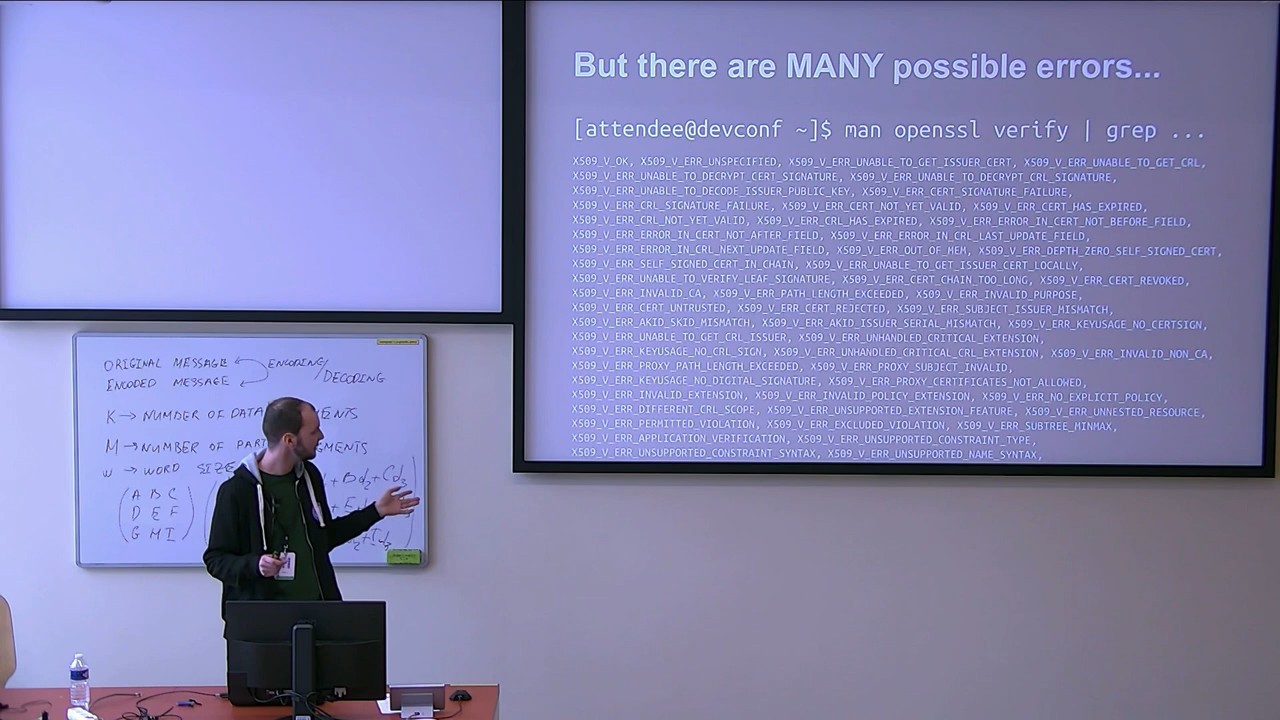 But there are MANY possible errors...
[attendee@devconf ~]$ man openssl verify | grep ...
X509_V_OK, X509_V_ERR_UNSPECIFIED, X509_V_ERR_UNABLE_TO_GET_ISSUER_CERT, X509_V_ERR_UNABLE_TO_GET_CRL,
X509_V_ERR_UNABLE_TO_DECRYPT_CERT_SIGNATURE, X509_V_ERR_UNABLE_TO_DECRYPT_CRL_SIGNATURE,
X509_V_ERR_UNABLE_TO_DECODE_ISSUER_PUBLIC_KEY, X509_V_ERR_CERT_SIGNATURE_FAILURE,
X509_V_ERR_CRL_SIGNATURE_FAILURE, X509_V_ERR_CERT_NOT_YET_VALID, X509_V_ERR_CERT_HAS_EXPIRED,
X509_V_ERR_CRL_NOT_YET_VALID, X509_V_ERR_CRL_HAS_EXPIRED, X509_V_ERR_ERROR_IN_CERT_NOT_BEFORE_FIELD,
X509_V_ERR_ERROR_IN_CERT_NOT_AFTER_FIELD, X509_V_ERR_ERROR_IN_CRL_LAST_UPDATE_FIELD,
X509_V_ERR_ERROR_IN_CRL_NEXT_UPDATE_FIELD, X509_V_ERR_OUT_OF_MEM, X509_V_ERR_DEPTH_ZERO_SELF_SIGNED_CERT,
X509_V_ERR_SELF_SIGNED_CERT_IN_CHAIN, X509_V_ERR_UNABLE_TO_GET_ISSUER_CERT_LOCALLY,
X509_V_ERR_UNABLE_TO_VERIFY_LEAF_SIGNATURE, X509_V_ERR_CERT_CHAIN_TOO_LONG, X509_V_ERR_CERT_REVOKED,
X509_V_ERR_INVALID_CA, X509_V_ERR_PATH_LENGTH_EXCEEDED, X509_V_ERR_INVALID_PURPOSE,
X509_V_ERR_CERT_UNTRUSTED, X509_V_ERR_CERT_REJECTED, X509_V_ERR_SUBJECT_ISSUER_MISMATCH,
X509_V_ERR_AKID_SKID_MISMATCH, X509_V_ERR_AKID_ISSUER_SERIAL_MISMATCH, X509_V_ERR_KEYUSAGE_NO_CERTSIGN,
X509_V_ERR_UNABLE_TO_GET_CRL_ISSUER, X509_V_ERR_UNHANDLED_CRITICAL_EXTENSION,
X509_V_ERR_KEYUSAGE_NO_CRL_SIGN, X509_V_ERR_UNHANDLED_CRITICAL_CRL_EXTENSION, X509_V_ERR_INVALID_NON_CA,
X509_V_ERR_PROXY_PATH_LENGTH_EXCEEDED, X509_V_ERR_PROXY_SUBJECT_INVALID,
X509_V_ERR_KEYUSAGE_NO_DIGITAL_SIGNATURE, X509_V_ERR_PROXY_CERTIFICATES_NOT_ALLOWED,
X509_V_ERR_INVALID_EXTENSION, X509_V_ERR_INVALID_POLICY_EXTENSION, X509_V_ERR_NO_EXPLICIT_POLICY,
X509_V_ERR_DIFFERENT_CRL_SCOPE, X509_V_ERR_UNSUPPORTED_EXTENSION_FEATURE, X509_V_ERR_UNNESTED_RESOURCE,
X509_V_ERR_PERMITTED_VIOLATION, X509_V_ERR_EXCLUDED_VIOLATION, X509_V_ERR_SUBTREE_MINMAX,
X509_V_ERR_APPLICATION_VERIFICATION, X509_V_ERR_UNSUPPORTED_CONSTRAINT_TYPE,
X509_V_ERR_UNSUPPORTED_CONSTRAINT_SYNTAX, X509_V_ERR_UNSUPPORTED_NAME_SYNTAX,
ORIGINAL MESSAGE ENCODING/
ENCODED MESSAGE DECODING
K → NUMBER OF DATA
M → NUMBER OF
w → WORD SIZE
A B C + Bd2 + Cd3
D E F
G M I